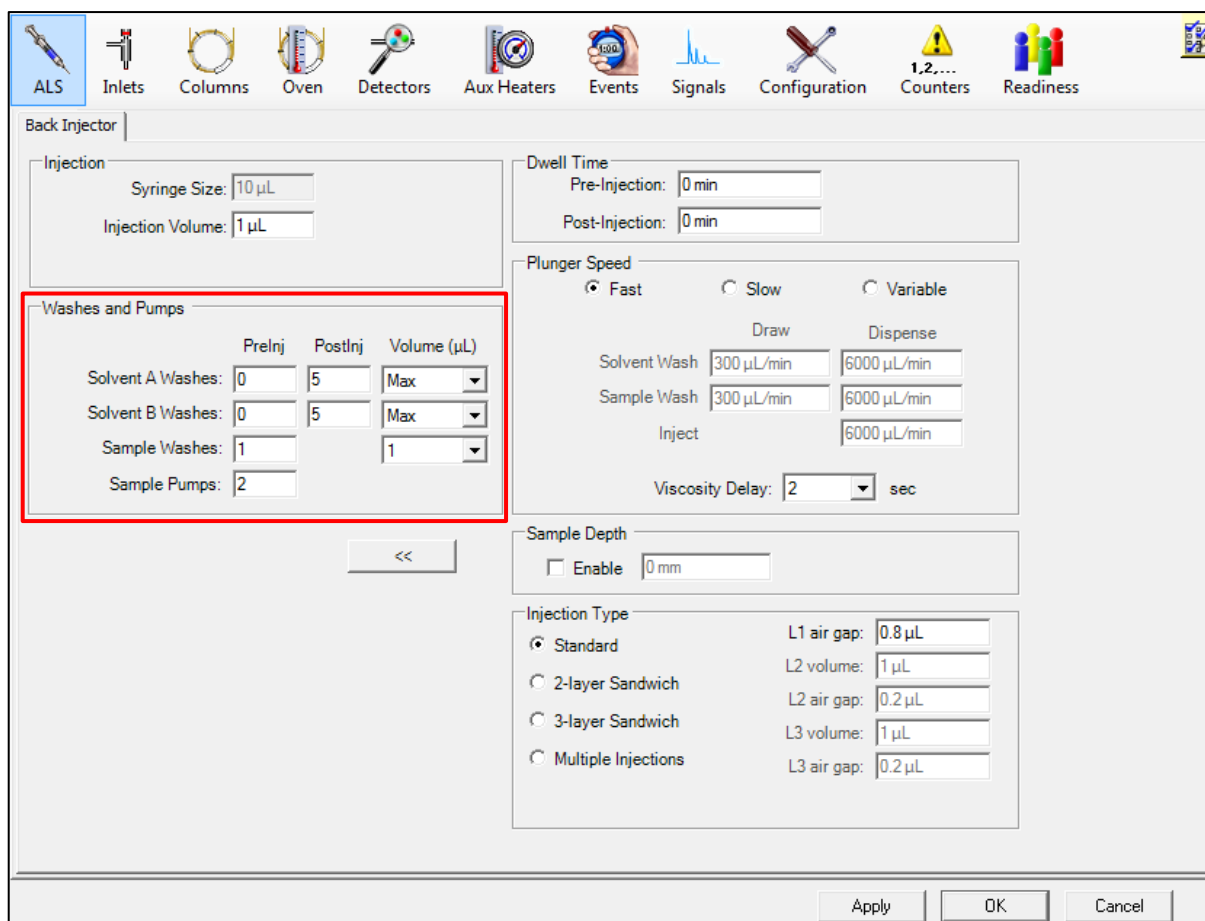 ALS Inlets Columns Oven Detectors Aux Heaters Events Signals Configuration Counters Readiness
1:00
1,2,...
Back Injector
Injection
Syringe Size: 10 µL
Injection Volume: 1 µL
Washes and Pumps
PreInj PostInj Volume (µL)
Solvent A Washes: 0 5 Max
Solvent B Washes: 0 5 Max
Sample Washes: 1 1
Sample Pumps: 2
<<
Dwell Time
Pre-Injection: 0 min
Post-Injection: 0 min
Plunger Speed
Fast Slow Variable
Draw Dispense
Solvent Wash 300 µL/min 6000 µL/min
Sample Wash 300 µL/min 6000 µL/min
Inject 6000 µL/min
Viscosity Delay: 2 sec
Sample Depth
Enable 0 mm
Injection Type
Standard
2-layer Sandwich
3-layer Sandwich
Multiple Injections
L1 air gap: 0.8 µL
L2 volume: 1 µL
L2 air gap: 0.2 µL
L3 volume: 1 µL
L3 air gap: 0.2 µL
Apply OK Cancel